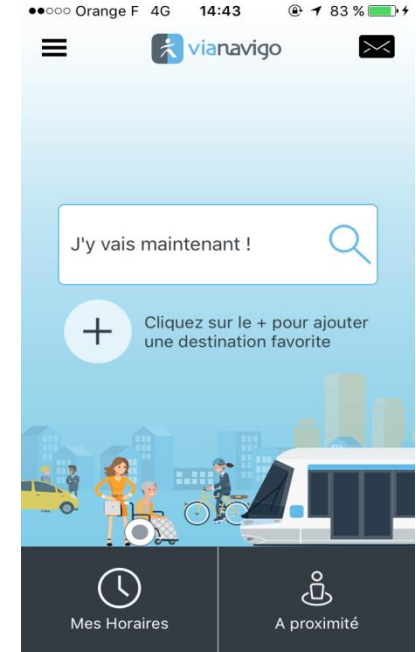 Orange F 4G 14:43 83 %
vianavigo
J'y vais maintenant !
Cliquez sur le + pour ajouter
une destination favorite
Mes Horaires
A proximité